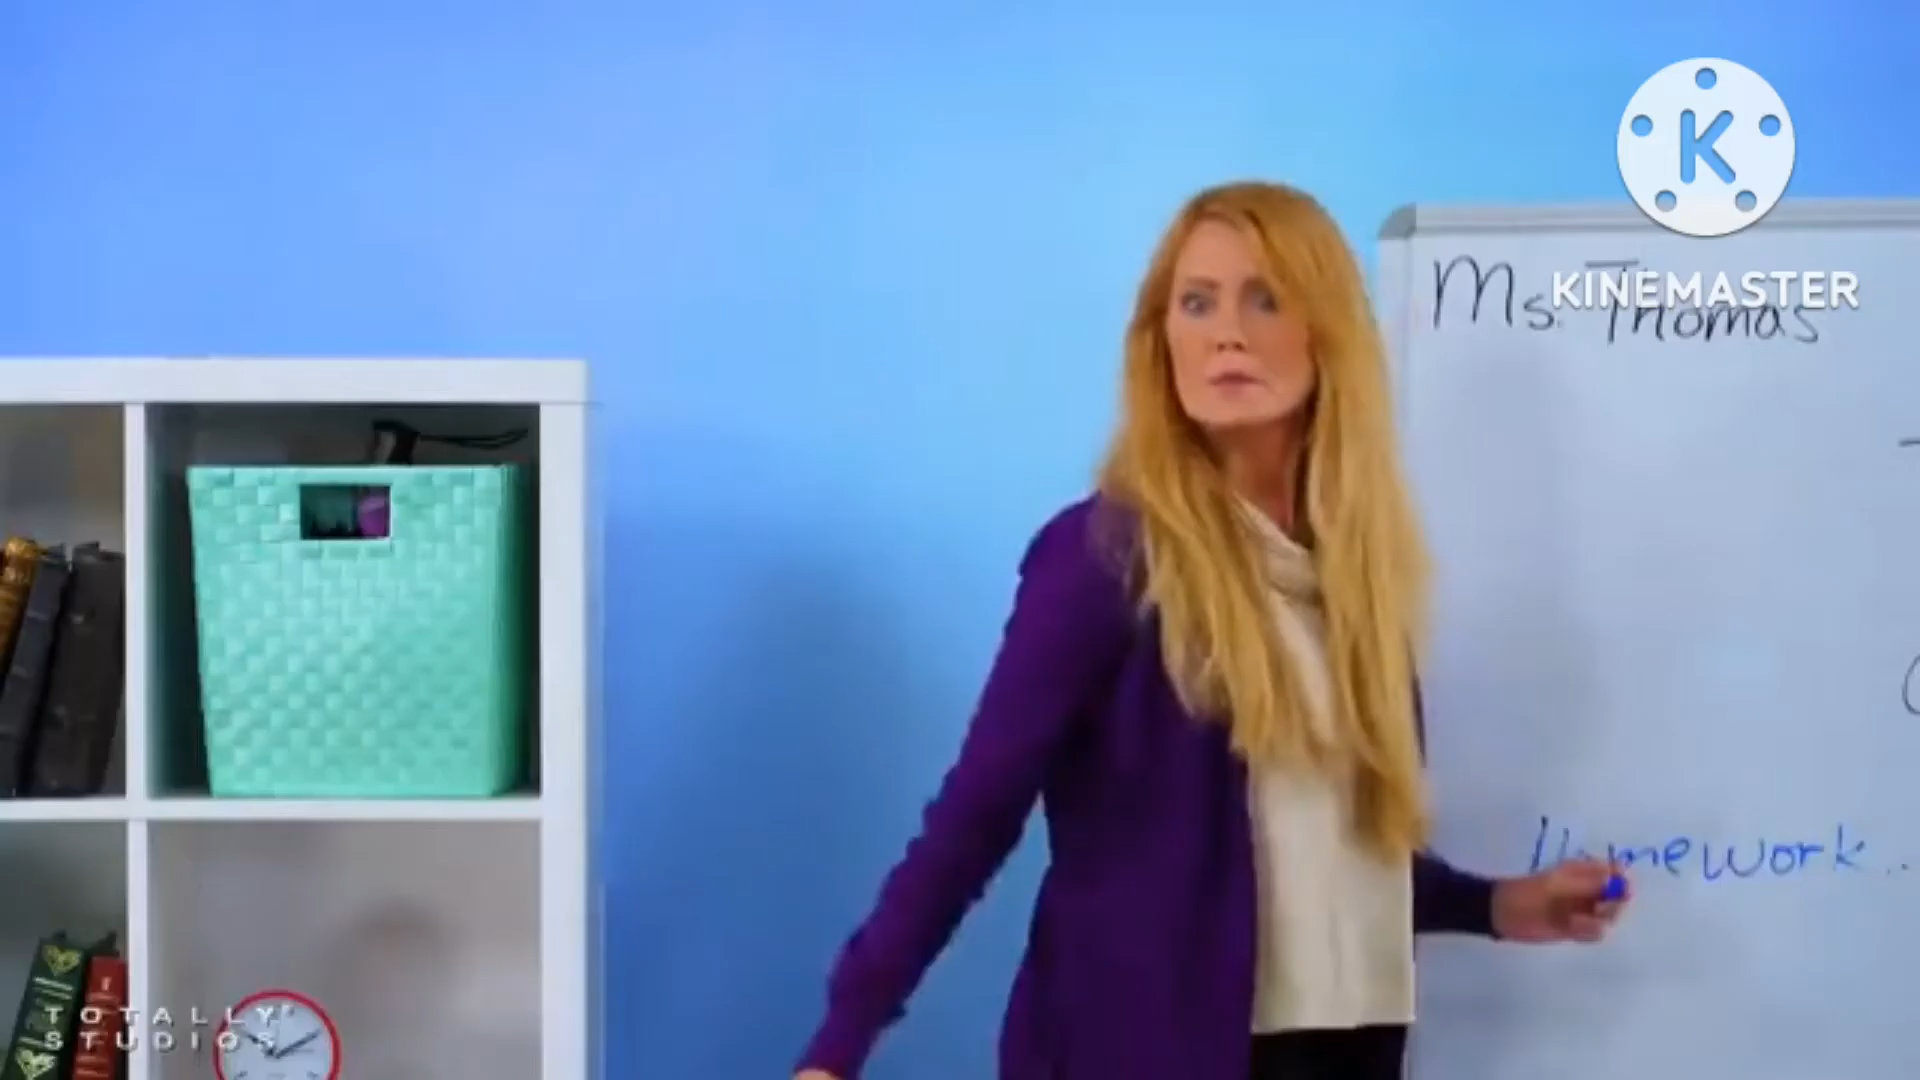 K
KINEMASTER
Ms. Thomas
Homework..
TOTALLY
STUDIOS